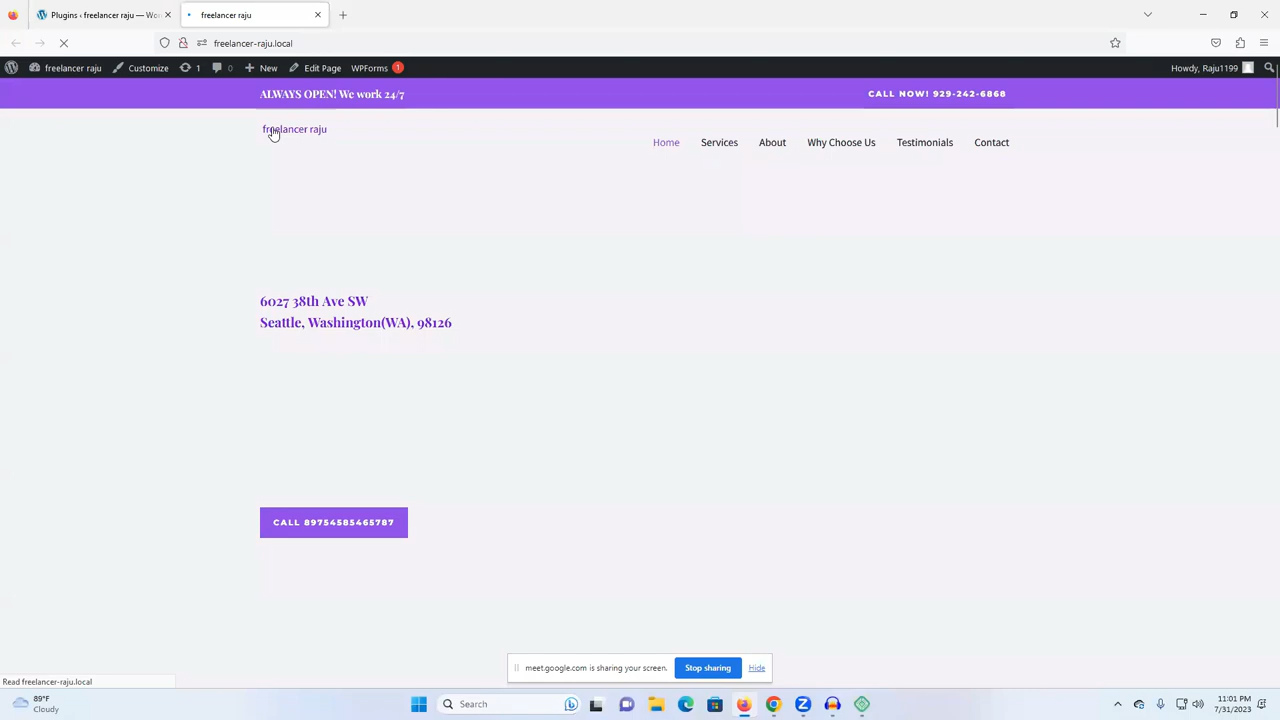 Plugins ‹ freelancer raju — Wo
freelancer raju
freelancer-raju.local
freelancer raju
Customize
1
0
New
Edit Page
WPForms 1
Howdy, Raju1199
ALWAYS OPEN! We work 24/7
CALL NOW! 929-242-6868
freelancer raju
Home
Services
About
Why Choose Us
Testimonials
Contact
6027 38th Ave SW
Seattle, Washington(WA), 98126
CALL 89754585465787
meet.google.com is sharing your screen.
Stop sharing
Hide
Read freelancer-raju.local
89°F
Cloudy
Search
11:01 PM
7/31/2023